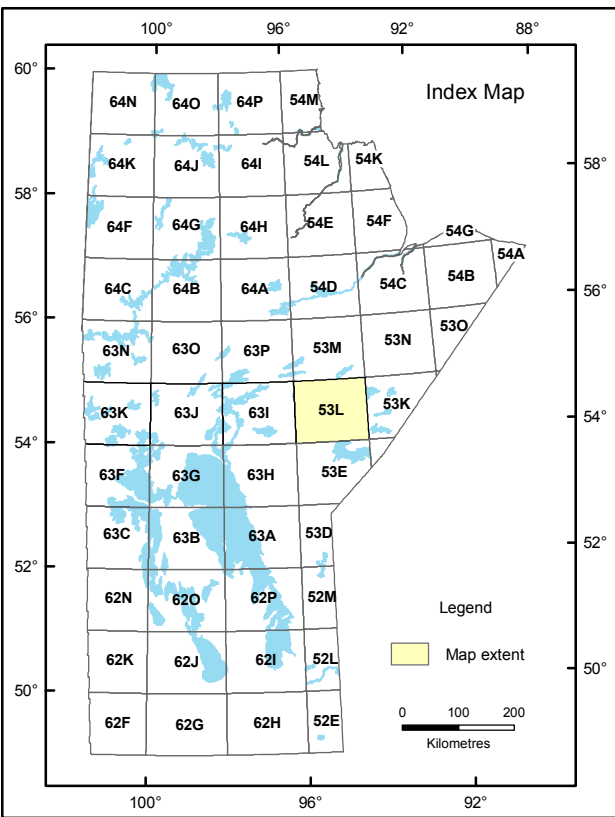 100° 96° 92° 88°
60°
Index Map
64N 64O 64P 54M
64K 64J 64I 54L 54K
58° 58°
64F 64G 64H 54E 54F 54G
54A
64C 64B 64A 54D 54C 54B
56° 56°
63N 63O 63P 53M 53N 53O
63K 63J 63I 53L 53K
54° 54°
63F 63G 63H 53E
63C 63B 63A 53D
52° 52°
62N 62O 62P 52M
Legend
Map extent
62K 62J 62I 52L
50° 50°
62F 62G 62H 52E
0 100 200
Kilometres
100° 96° 92°